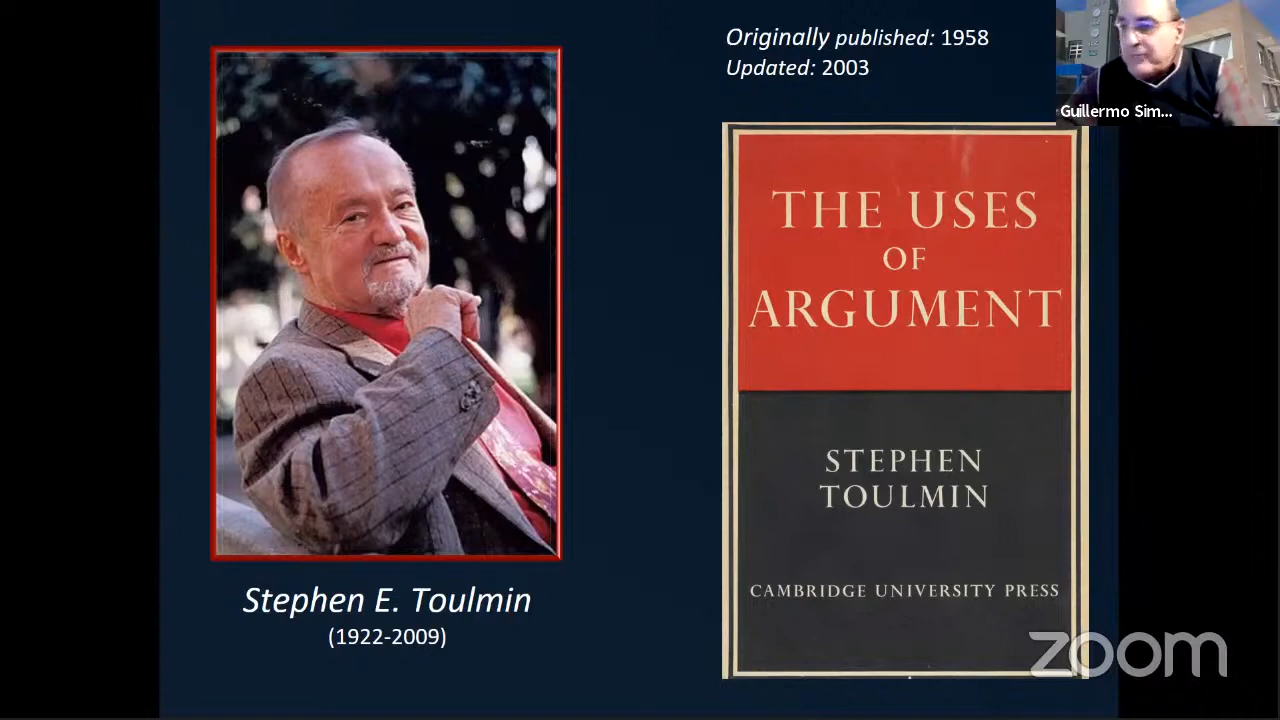 Originally published: 1958
Updated: 2003
Guillermo Sim...
THE USES
OF
ARGUMENT
STEPHEN
TOULMIN
CAMBRIDGE UNIVERSITY PRESS
Stephen E. Toulmin
(1922-2009)
zoom